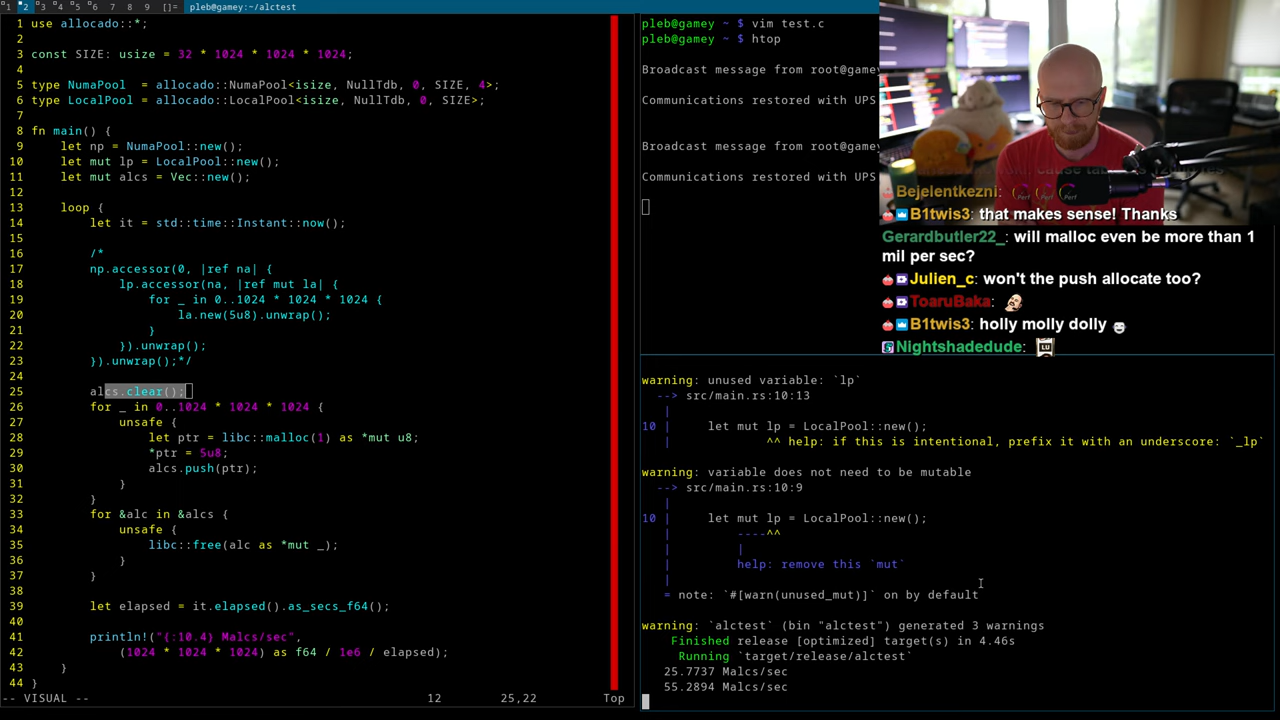 1 2 3 4 5 6 7 8 9 []= pleb@gamey:~/alctest
1 use allocado::*;
2
3 const SIZE: usize = 32 * 1024 * 1024 * 1024;
4
5 type NumaPool  = allocado::NumaPool<isize, NullTdb, 0, SIZE, 4>;
6 type LocalPool = allocado::LocalPool<isize, NullTdb, 0, SIZE>;
7
8 fn main() {
9     let np = NumaPool::new();
10     let mut lp = LocalPool::new();
11     let mut alcs = Vec::new();
12
13     loop {
14         let it = std::time::Instant::now();
15
16         /*
17         np.accessor(0, |ref na| {
18             lp.accessor(na, |ref mut la| {
19                 for _ in 0..1024 * 1024 * 1024 {
20                     la.new(5u8).unwrap();
21                 }
22             }).unwrap();
23         }).unwrap();*/
24
25         alcs.clear();
26         for _ in 0..1024 * 1024 * 1024 {
27             unsafe {
28                 let ptr = libc::malloc(1) as *mut u8;
29                 *ptr = 5u8;
30                 alcs.push(ptr);
31             }
32         }
33         for &alc in &alcs {
34             unsafe {
35                 libc::free(alc as *mut _);
36             }
37         }
38
39         let elapsed = it.elapsed().as_secs_f64();
40
41         println!("{:10.4} Malcs/sec",
42             (1024 * 1024 * 1024) as f64 / 1e6 / elapsed);
43     }
44 }
-- VISUAL -- 12 25,22 Top
pleb@gamey ~ $ vim test.c
pleb@gamey ~ $ htop
Broadcast message from root@game
Communications restored with UPS
Broadcast message from root@game
Communications restored with UPS
Bejelentkezni:
B1twis3: that makes sense! Thanks
Gerardbutler22_: will malloc even be more than 1
mil per sec?
Julien_c: won't the push allocate too?
ToaruBaka:
B1twis3: holly molly dolly
Nightshadedude:
warning: unused variable: `lp`
--> src/main.rs:10:13
|
10 |     let mut lp = LocalPool::new();
|             ^^ help: if this is intentional, prefix it with an underscore: `_lp`
warning: variable does not need to be mutable
--> src/main.rs:10:9
|
10 |     let mut lp = LocalPool::new();
|         ----^^
|         |
|         help: remove this `mut`
|
= note: `#[warn(unused_mut)]` on by default
warning: `alctest` (bin "alctest") generated 3 warnings
Finished release [optimized] target(s) in 4.46s
Running `target/release/alctest`
25.7737 Malcs/sec
55.2894 Malcs/sec